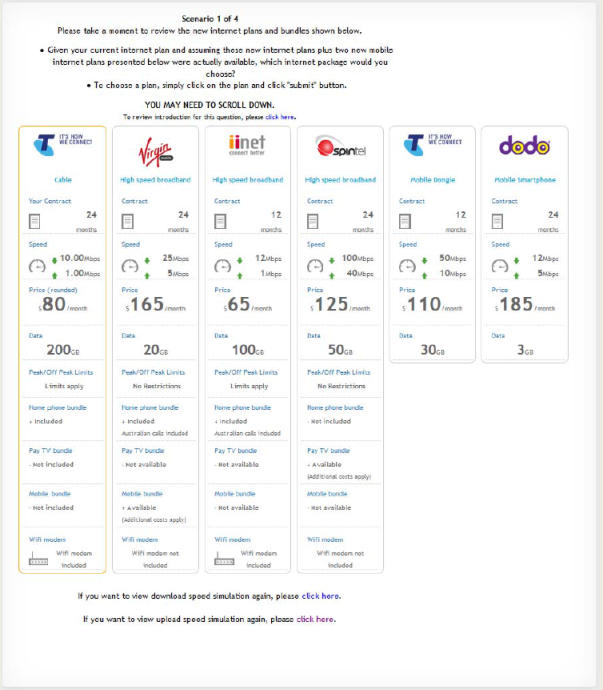 Scenario 1 of 4
Please take a moment to review the new internet plans and bundles shown below.
• Given your current internet plan and assuming these new internet plans plus two new mobile
internet plans presented below were actually available, which internet package would you
choose?
• To choose a plan, simply click on the plan and click "submit" button.
YOU MAY NEED TO SCROLL DOWN.
To review introduction for this question, please click here.
T IT'S HOW
WE CONNECT
Cable
Your Contract
24
months
Speed
10.00Mbps
1.00Mbps
Price (rounded)
$80/month
Data
200GB
Peak/Off Peak Limits
Limits apply
Home phone bundle
+ Included
Pay TV bundle
- Not included
Mobile bundle
- Not included
Wifi modem
Wifi modem
included
Virgin
mobile
High speed broadband
Contract
24
months
Speed
25Mbps
5Mbps
Price
$165/month
Data
20GB
Peak/Off Peak Limits
No Restrictions
Home phone bundle
+ Included
Australian calls included
Pay TV bundle
- Not available
Mobile bundle
+ Available
(Additional costs apply)
Wifi modem
Wifi modem not
included
iinet
connect better
High speed broadband
Contract
12
months
Speed
12Mbps
1Mbps
Price
$65/month
Data
100GB
Peak/Off Peak Limits
Limits apply
Home phone bundle
+ Included
Australian calls included
Pay TV bundle
- Not available
Mobile bundle
- Not available
Wifi modem
Wifi modem
included
spintel
High speed broadband
Contract
24
months
Speed
100Mbps
40Mbps
Price
$125/month
Data
50GB
Peak/Off Peak Limits
No Restrictions
Home phone bundle
- Not included
Pay TV bundle
+ Available
(Additional costs apply)
Mobile bundle
- Not available
Wifi modem
Wifi modem not
included
T IT'S HOW
WE CONNECT
Mobile Dongle
Contract
12
months
Speed
50Mbps
10Mbps
Price
$110/month
Data
30GB
dodo
Mobile Smartphone
Contract
24
months
Speed
12Mbps
5Mbps
Price
$185/month
Data
3GB
If you want to view download speed simulation again, please click here.
If you want to view upload speed simulation again, please click here.